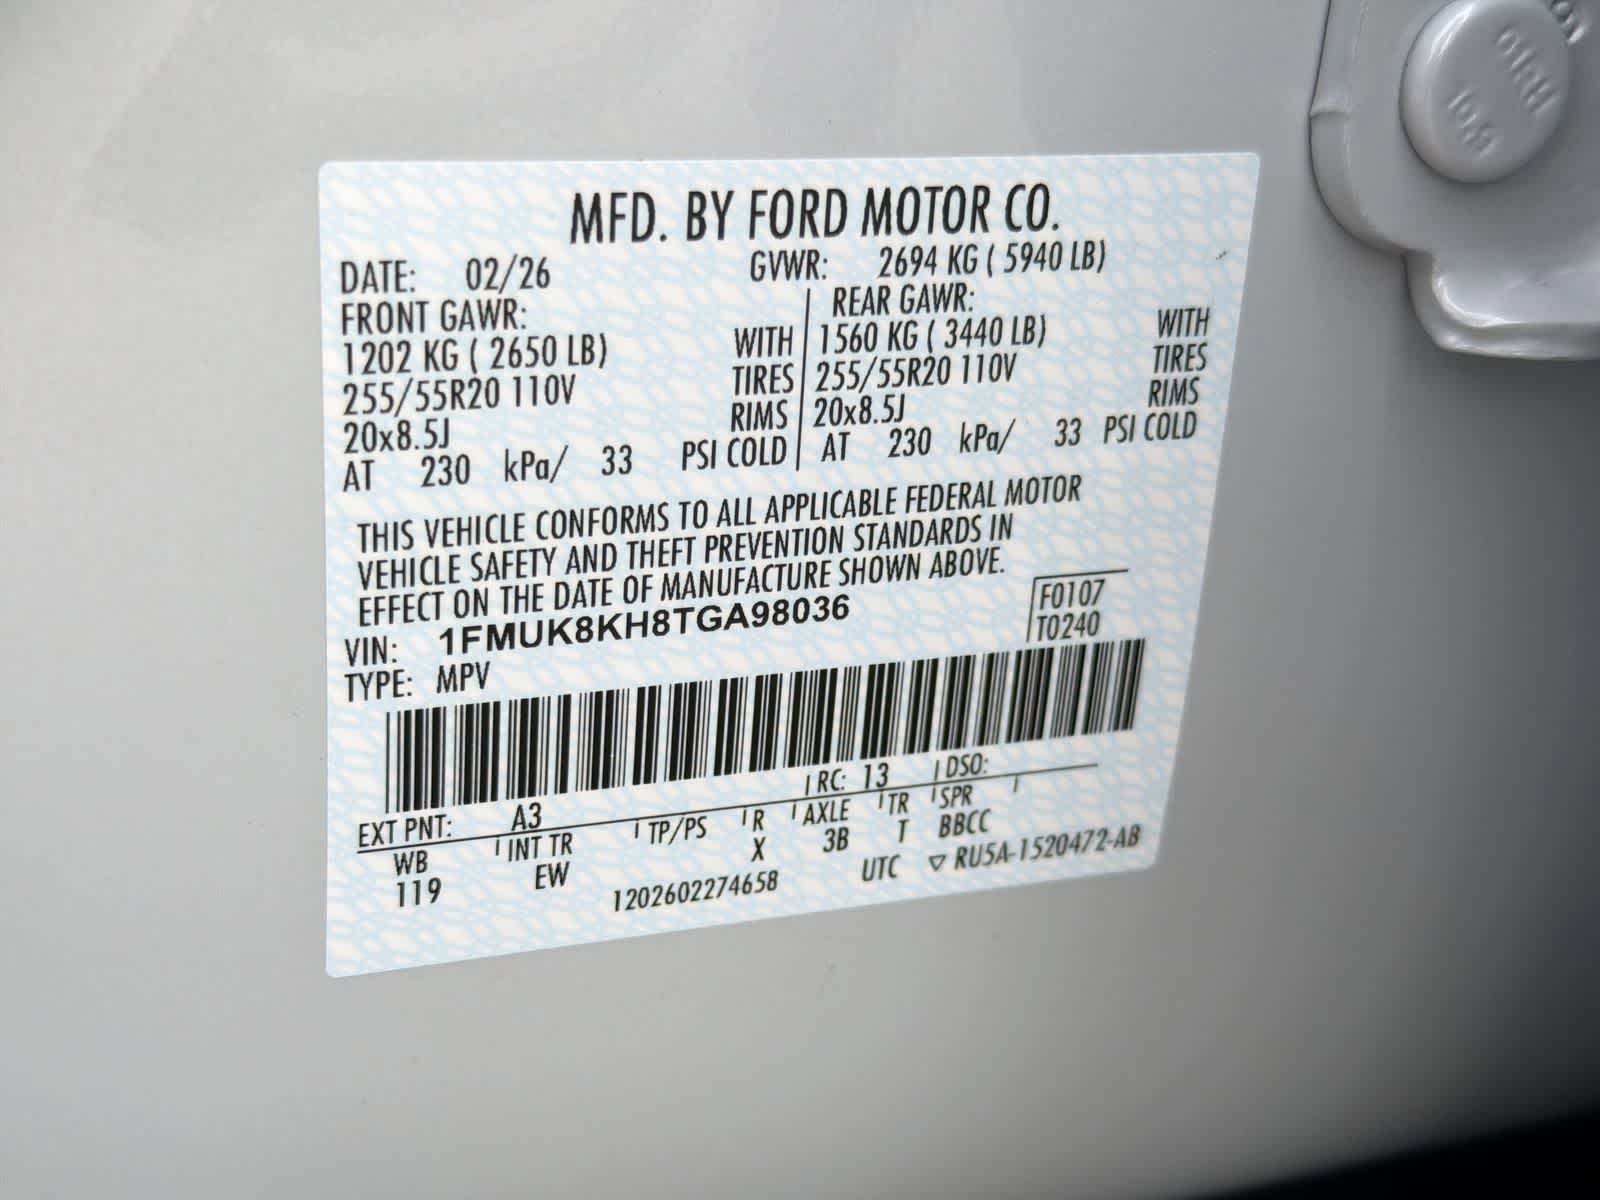 MFD. BY FORD MOTOR CO.
DATE: 02/26 GVWR: 2694 KG ( 5940 LB)
FRONT GAWR: REAR GAWR:
1202 KG ( 2650 LB) WITH 1560 KG ( 3440 LB) WITH
255/55R20 110V TIRES 255/55R20 110V TIRES
20x8.5J RIMS 20x8.5J RIMS
AT 230 kPa/ 33 PSI COLD AT 230 kPa/ 33 PSI COLD
THIS VEHICLE CONFORMS TO ALL APPLICABLE FEDERAL MOTOR
VEHICLE SAFETY AND THEFT PREVENTION STANDARDS IN
EFFECT ON THE DATE OF MANUFACTURE SHOWN ABOVE.
VIN: 1FMUK8KH8TGA98036 F0107
TYPE: MPV T0240
EXT PNT: A3 RC: 13 DSO:
WB INT TR TP/PS R AXLE TR SPR
119 EW X 3B T BBCC
1202602274658 UTC ▽ RU5A-1520472-AB